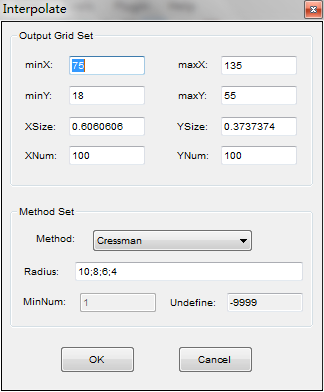 Interpolate
Output Grid Set
minX: 75 maxX: 135
minY: 18 maxY: 55
XSize: 0.6060606 YSize: 0.3737374
XNum: 100 YNum: 100
Method Set
Method: Cressman
Radius: 10;8;6;4
MinNum: 1 Undefine: -9999
OK Cancel